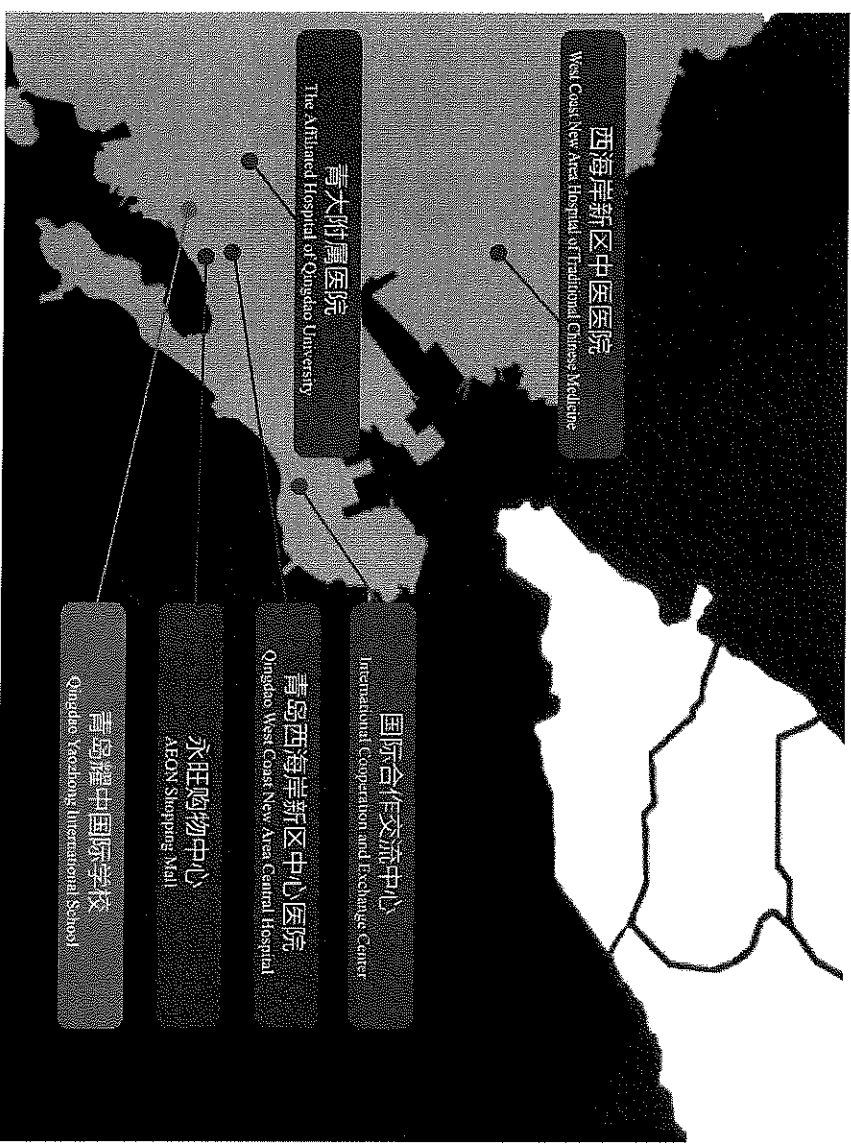 西海岸新区中医医院
West Coast New Area Hospital of Traditional Chinese Medicine
青大附属医院
The Affiliated Hospital of Qingdao University
国际合作交流中心
International Cooperation and Exchange Center
青岛西海岸新区中心医院
Qingdao West Coast New Area Central Hospital
永旺购物中心
AEON Shopping Mall
青岛耀中国际学校
Qingdao Yaozhong International School